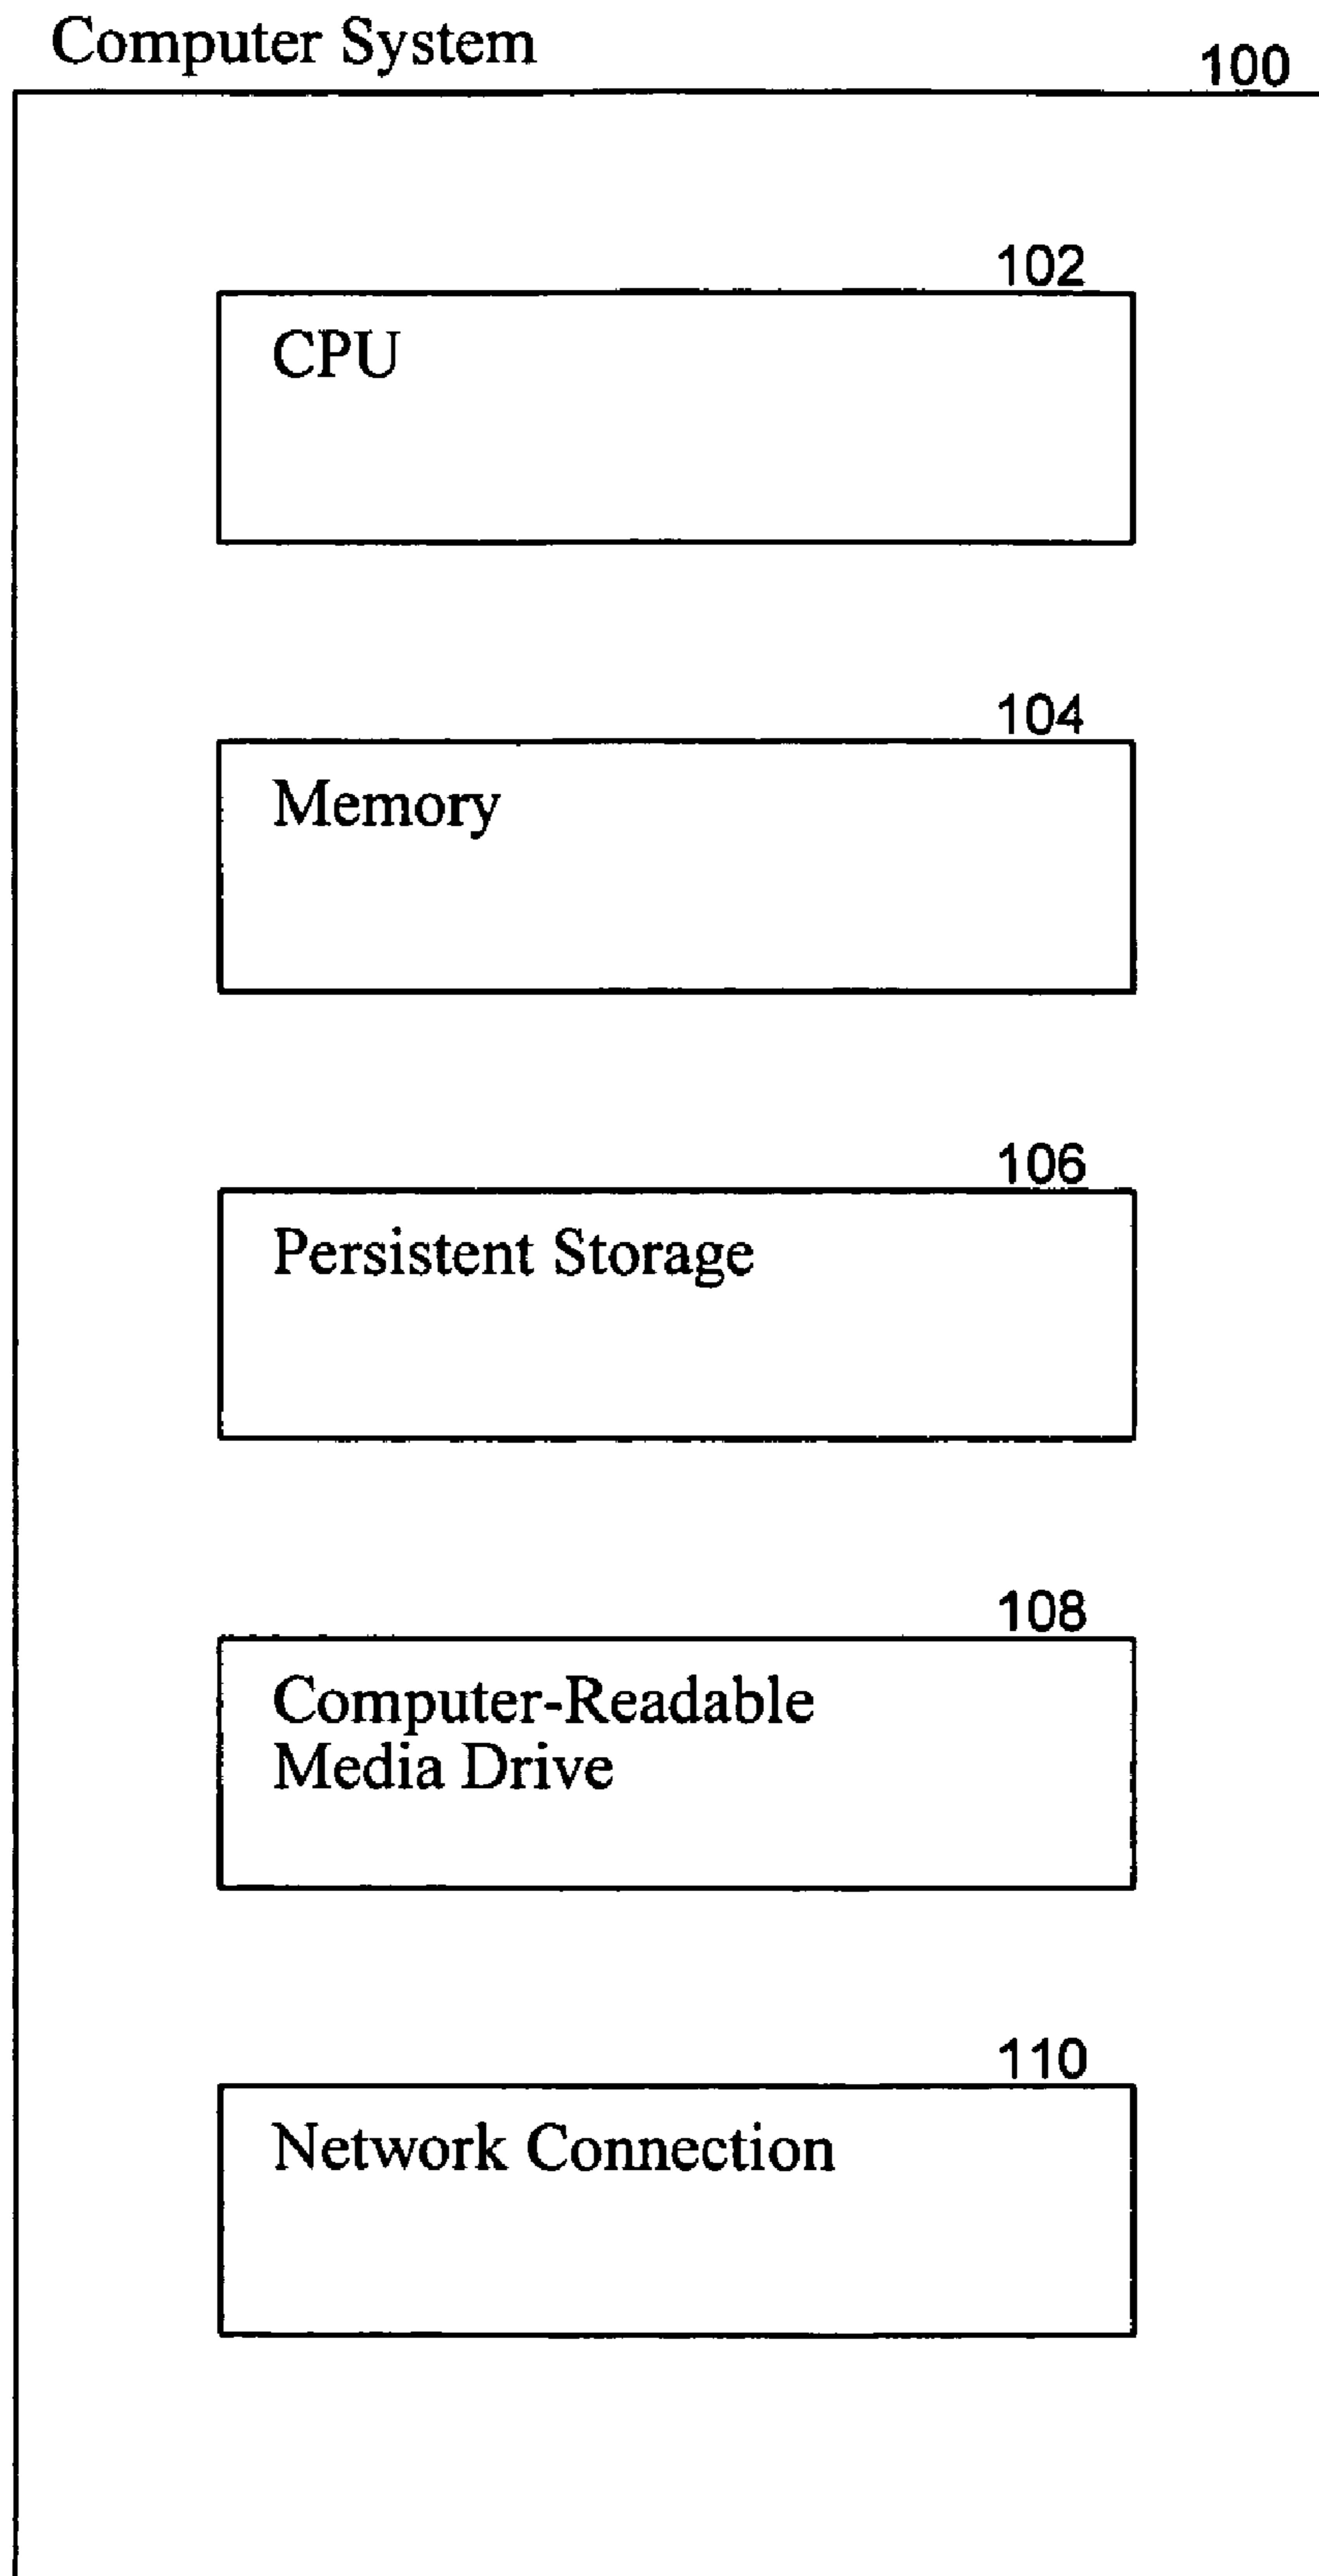 Computer System
100
102
CPU
104
Memory
106
Persistent Storage
108
Computer-Readable
Media Drive
110
Network Connection